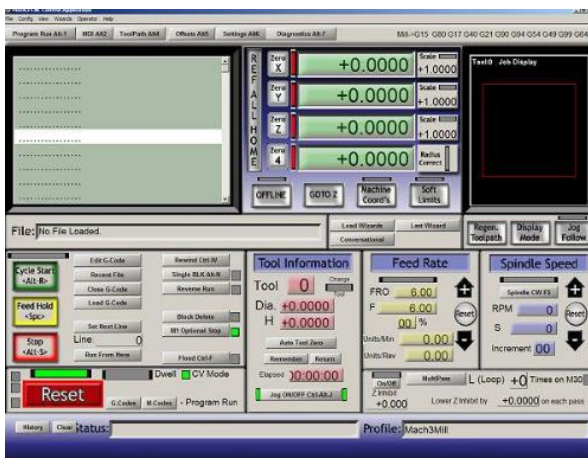 File Config View Wizards Operator Help
Program Run Alt-1 MDI Alt2 ToolPath Alt4 Offsets Alt5 Settings Alt6 Diagnostics Alt-7 Mill->G15 G80 G17 G40 G21 G90 G94 G54 G49 G99 G64
REF ALL HOME
Zero X +0.0000 Scale +1.0000
Zero Y +0.0000 Scale +1.0000
Zero Z +0.0000 Scale +1.0000
Zero 4 +0.0000 Radius Correct
OFFLINE GOTO Z Machine Coord's Soft Limits
Tool:0 Job Display
File: No File Loaded.
Load Wizards Last Wizard
Conversational
Regen. Toolpath Display Mode Jog Follow
Cycle Start <Alt-R>
Feed Hold <Spc>
Stop <Alt-S>
Edit G-Code Rewind Ctrl-W
Recent File Single BLK Alt-N
Close G-Code Reverse Run
Load G-Code
Block Delete
Set Next Line M1 Optional Stop
Line: 0
Run From Here Flood Ctrl-F
Dwell CV Mode
Reset
G-Codes M-Codes - Program Run
Tool Information
Tool 0 Change Tool
Dia. +0.0000
H +0.0000
Auto Tool Zero
Remember Return
Elapsed 00:00:00
Jog ON/OFF Ctrl-Alt-J
Feed Rate
FRO 6.00
F 6.00
00 %
Reset
Units/Min 0.00
Units/Rev 0.00
Spindle Speed
Spindle CW F5
RPM 0
S 0
Reset
Increment 00
On/Off MultiPass L (Loop) +0 Times on M30
Z Inhibit
+0.000 Lower Z Inhibit by +0.0000 on each pass
History Clear Status: Profile: Mach3Mill